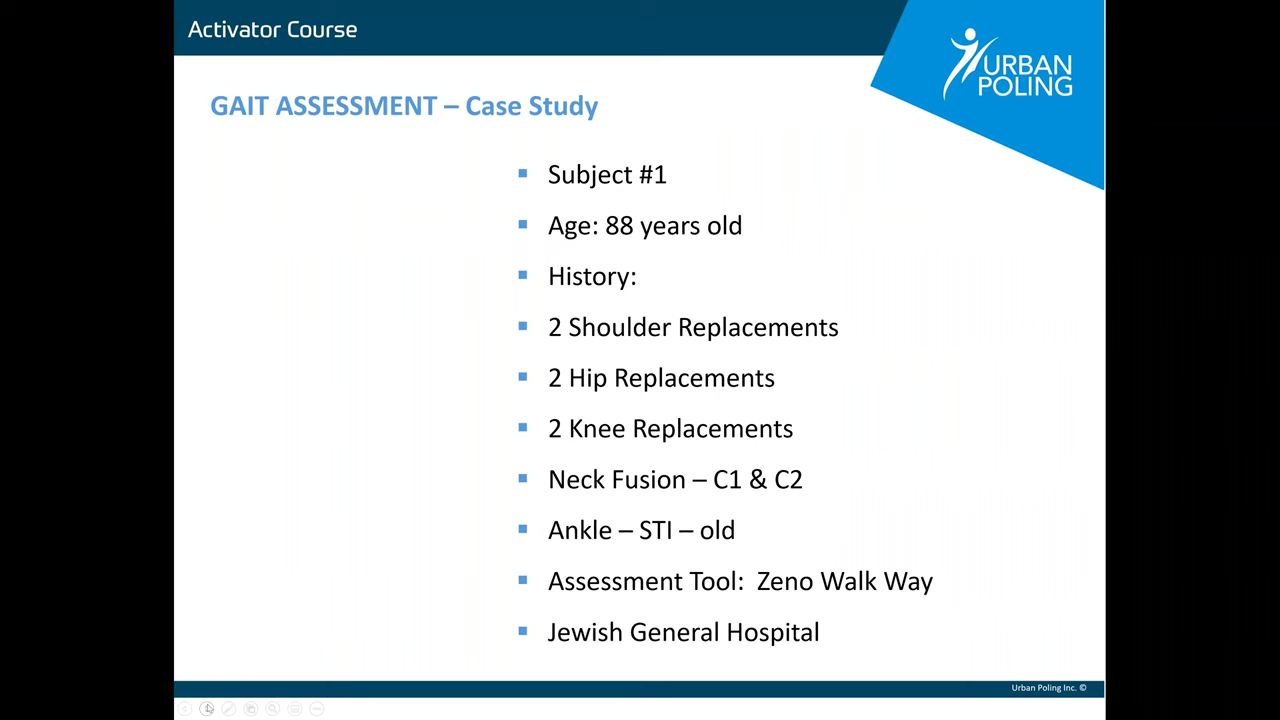 Activator Course
URBAN
POLING
GAIT ASSESSMENT – Case Study
▪ Subject #1
▪ Age: 88 years old
▪ History:
▪ 2 Shoulder Replacements
▪ 2 Hip Replacements
▪ 2 Knee Replacements
▪ Neck Fusion – C1 & C2
▪ Ankle – STI – old
▪ Assessment Tool:  Zeno Walk Way
▪ Jewish General Hospital
Urban Poling Inc. ©